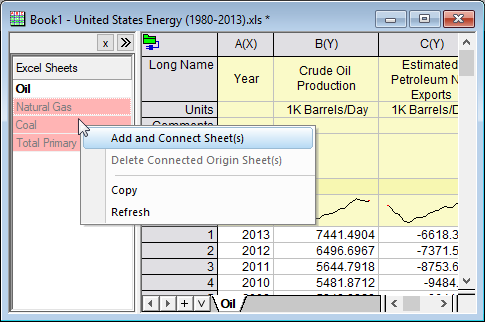 Book1 - United States Energy (1980-2013).xls *
x »
Excel Sheets
Oil
Natural Gas
Coal
Total Primary
Add and Connect Sheet(s)
Delete Connected Origin Sheet(s)
Copy
Refresh
A(X) B(Y) C(Y)
Long Name Year Crude Oil Production Estimated Petroleum N Exports
Units 1K Barrels/Day 1K Barrels/D
Comments
1 2013 7441.4904 -6618.3
2 2012 6496.6967 -7371.5
3 2011 5644.7918 -8753.6
4 2010 5481.8712 -9484.
Oil